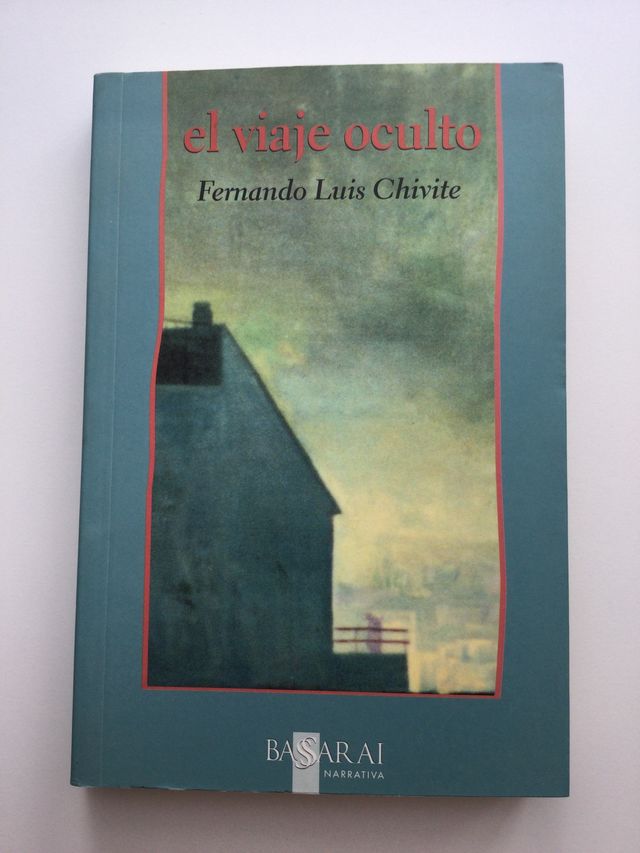 el viaje oculto
Fernando Luis Chivite
BASSARAI
NARRATIVA